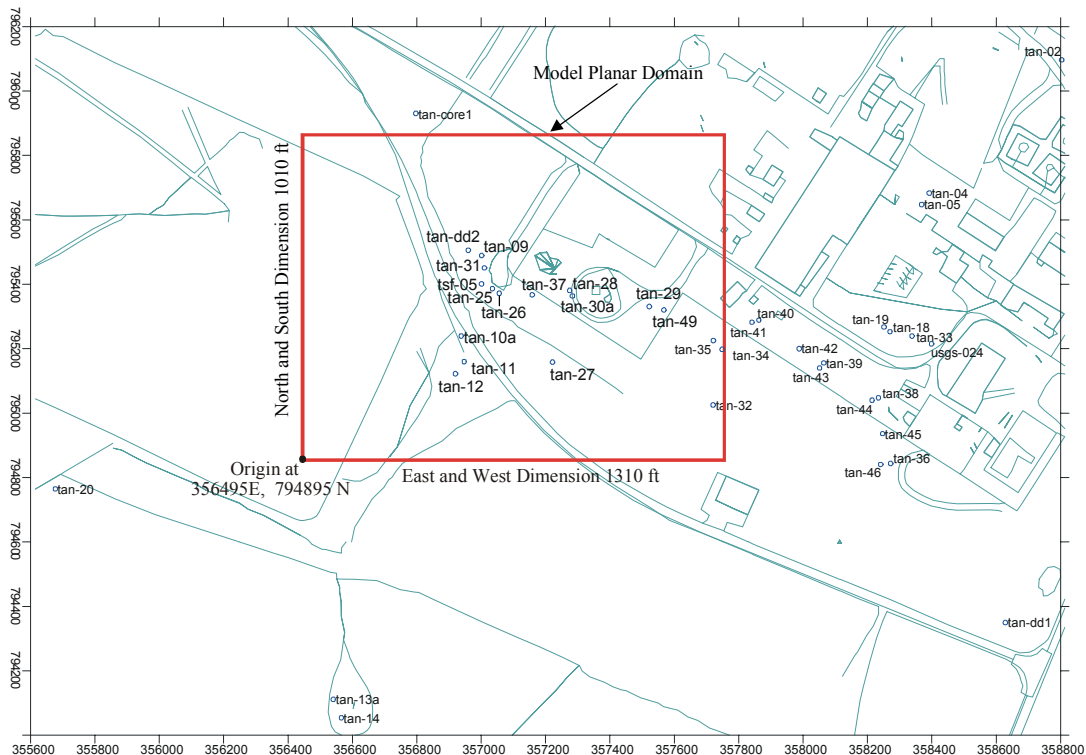 796200
tan-02
Model Planar Domain
796000
tan-core1
795800
North and South Dimension 1010 ft
tan-04
tan-05
795600
tan-dd2
tan-09
tan-31
795400
tsf-05
tan-37
tan-28
tan-25
tan-30a
tan-29
tan-26
tan-49
tan-40
tan-41
tan-19
tan-18
tan-33
tan-10a
tan-35
tan-34
tan-42
usgs-024
795200
tan-11
tan-27
tan-39
tan-43
tan-12
tan-32
tan-38
tan-44
795000
tan-45
Origin at
356495E, 794895 N
East and West Dimension 1310 ft
tan-46
tan-36
794800
tan-20
794600
794400
tan-dd1
794200
tan-13a
tan-14
355600 355800 356000 356200 356400 356600 356800 357000 357200 357400 357600 357800 358000 358200 358400 358600 358800